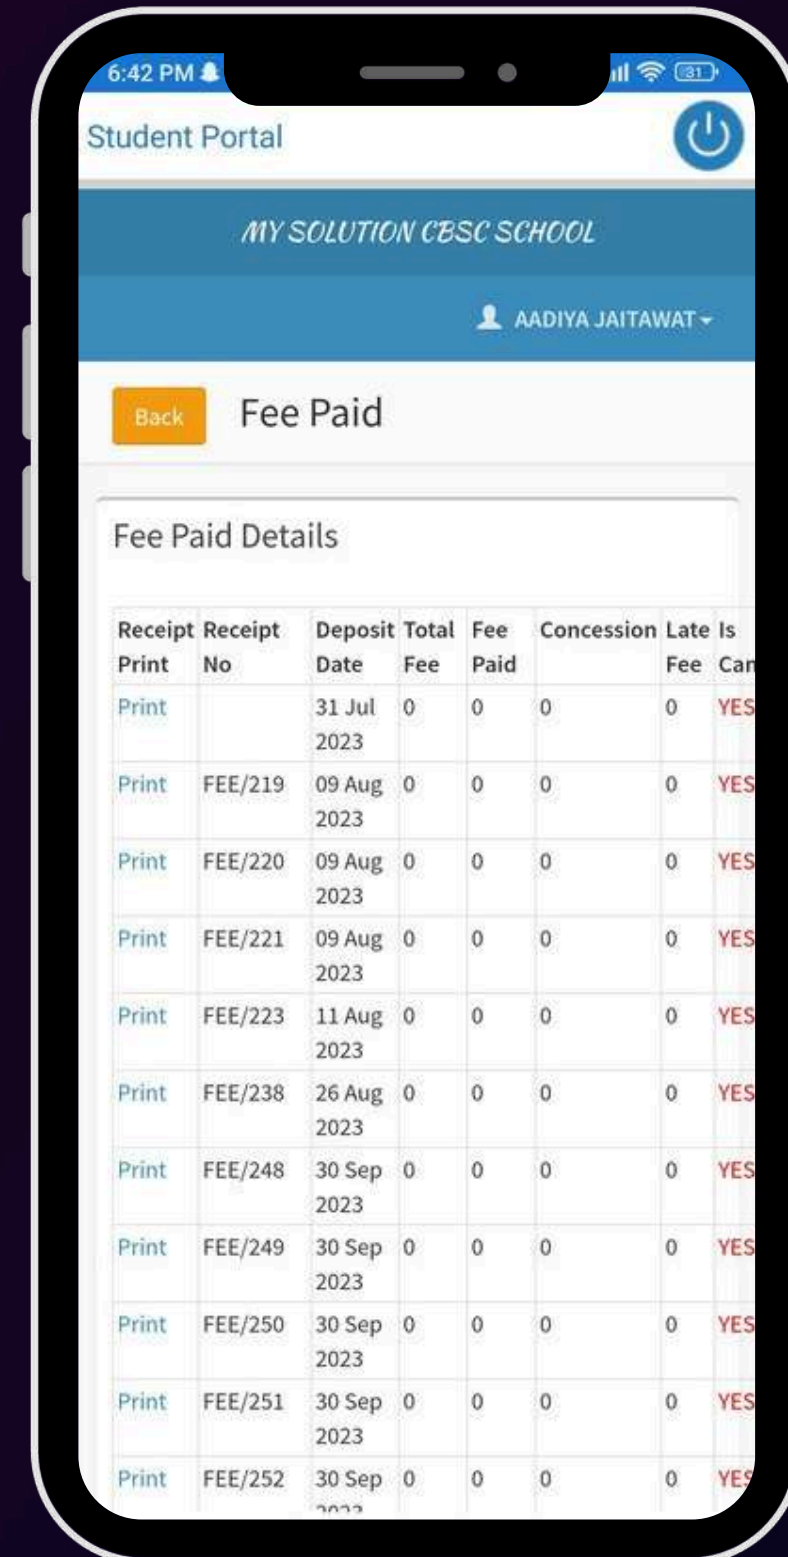 6:42 PM
31
Student Portal
MY SOLUTION CBSC SCHOOL
AADIYA JAITAWAT
Back Fee Paid
Fee Paid Details
Receipt Receipt Deposit Total Fee Concession Late Is
Print No Date Fee Paid Fee Can
Print 31 Jul 0 0 0 0 YES
2023
Print FEE/219 09 Aug 0 0 0 0 YES
2023
Print FEE/220 09 Aug 0 0 0 0 YES
2023
Print FEE/221 09 Aug 0 0 0 0 YES
2023
Print FEE/223 11 Aug 0 0 0 0 YES
2023
Print FEE/238 26 Aug 0 0 0 0 YES
2023
Print FEE/248 30 Sep 0 0 0 0 YES
2023
Print FEE/249 30 Sep 0 0 0 0 YES
2023
Print FEE/250 30 Sep 0 0 0 0 YES
2023
Print FEE/251 30 Sep 0 0 0 0 YES
2023
Print FEE/252 30 Sep 0 0 0 0 YES